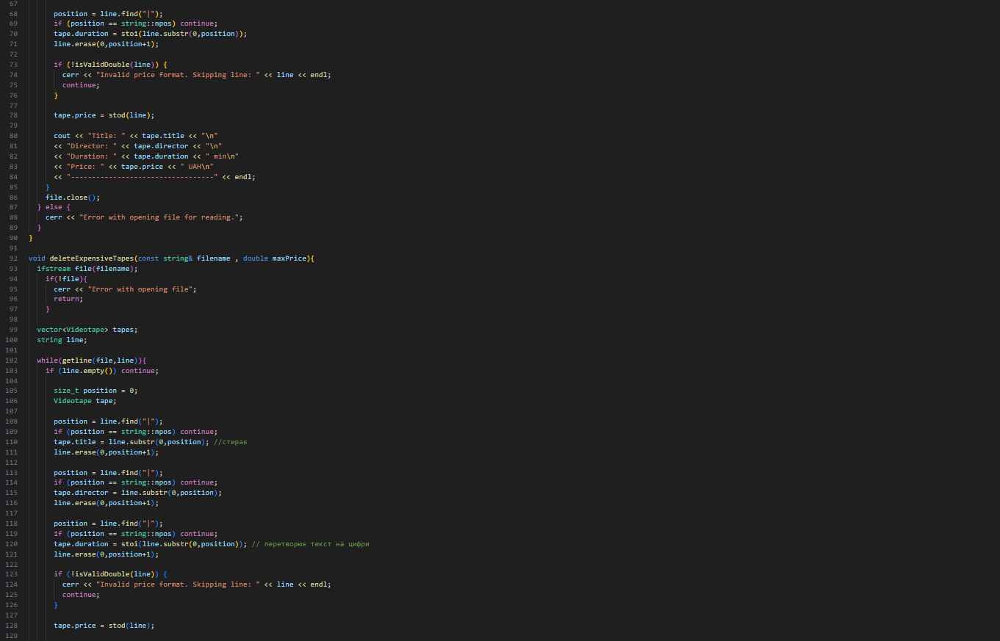 67
68 position = line.find("|");
69 if (position == string::npos) continue;
70 tape.duration = stoi(line.substr(0,position));
71 line.erase(0,position+1);
72
73 if (!isValidDouble(line)) {
74 cerr << "Invalid price format. Skipping line: " << line << endl;
75 continue;
76 }
77
78 tape.price = stod(line);
79
80 cout << "Title: " << tape.title << "\n"
81 << "Director: " << tape.director << "\n"
82 << "Duration: " << tape.duration << " min\n"
83 << "Price: " << tape.price << " UAH\n"
84 << "----------------------------------" << endl;
85 }
86 file.close();
87 } else {
88 cerr << "Error with opening file for reading.";
89 }
90 }
91
92 void deleteExpensiveTapes(const string& filename , double maxPrice){
93 ifstream file(filename);
94 if(!file){
95 cerr << "Error with opening file";
96 return;
97 }
98
99 vector<Videotape> tapes;
100 string line;
101
102 while(getline(file,line)){
103 if (line.empty()) continue;
104
105 size_t position = 0;
106 Videotape tape;
107
108 position = line.find("|");
109 if (position == string::npos) continue;
110 tape.title = line.substr(0,position); //стирає
111 line.erase(0,position+1);
112
113 position = line.find("|");
114 if (position == string::npos) continue;
115 tape.director = line.substr(0,position);
116 line.erase(0,position+1);
117
118 position = line.find("|");
119 if (position == string::npos) continue;
120 tape.duration = stoi(line.substr(0,position)); // перетворює текст на цифри
121 line.erase(0,position+1);
122
123 if (!isValidDouble(line)) {
124 cerr << "Invalid price format. Skipping line: " << line << endl;
125 continue;
126 }
127
128 tape.price = stod(line);
129